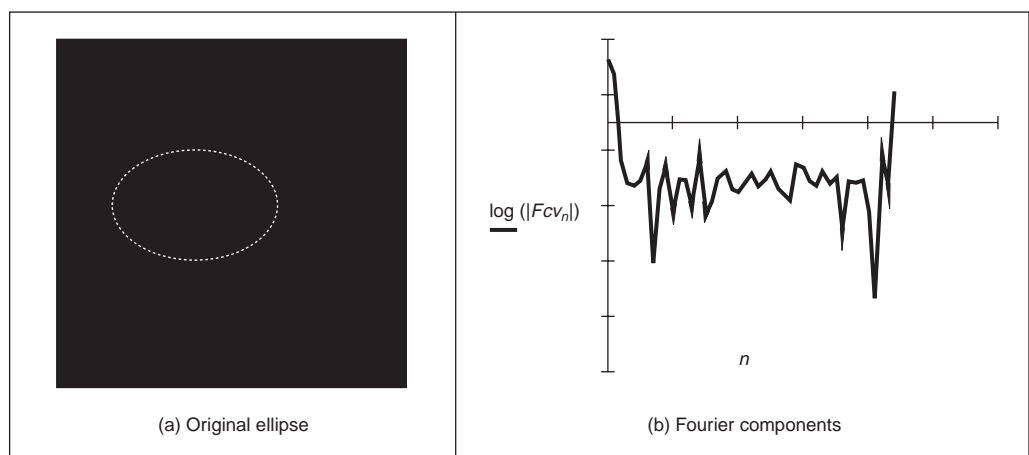 log (|Fcvn|)
n
(a) Original ellipse
(b) Fourier components